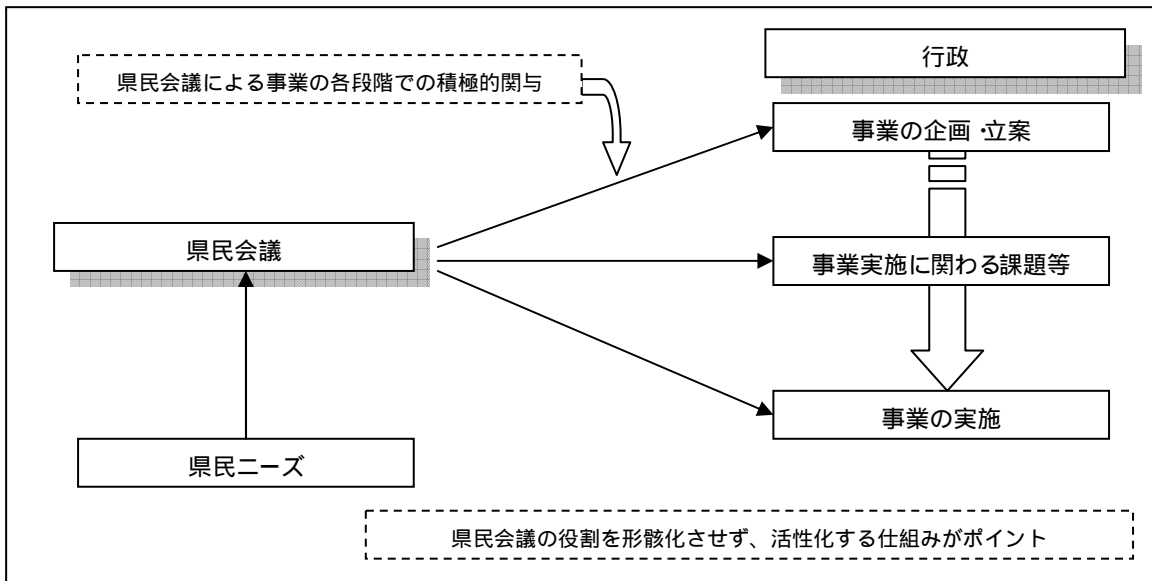 県民会議による事業の各段階での積極的関与
行政
事業の企画・立案
県民会議
事業実施に関わる課題等
事業の実施
県民ニーズ
県民会議の役割を形骸化させず、活性化する仕組みがポイント